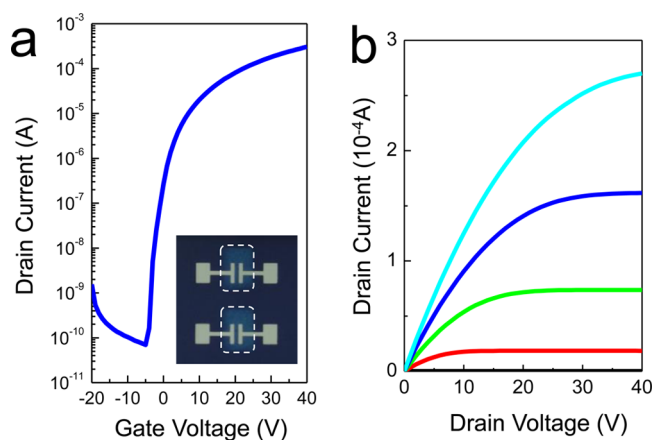 a
10-3
10-4
10-5
10-6
10-7
10-8
10-9
10-10
10-11
Drain Current (A)
-20 -10 0 10 20 30 40
Gate Voltage (V)
b
3
2
1
0
Drain Current (10-4A)
0 10 20 30 40
Drain Voltage (V)